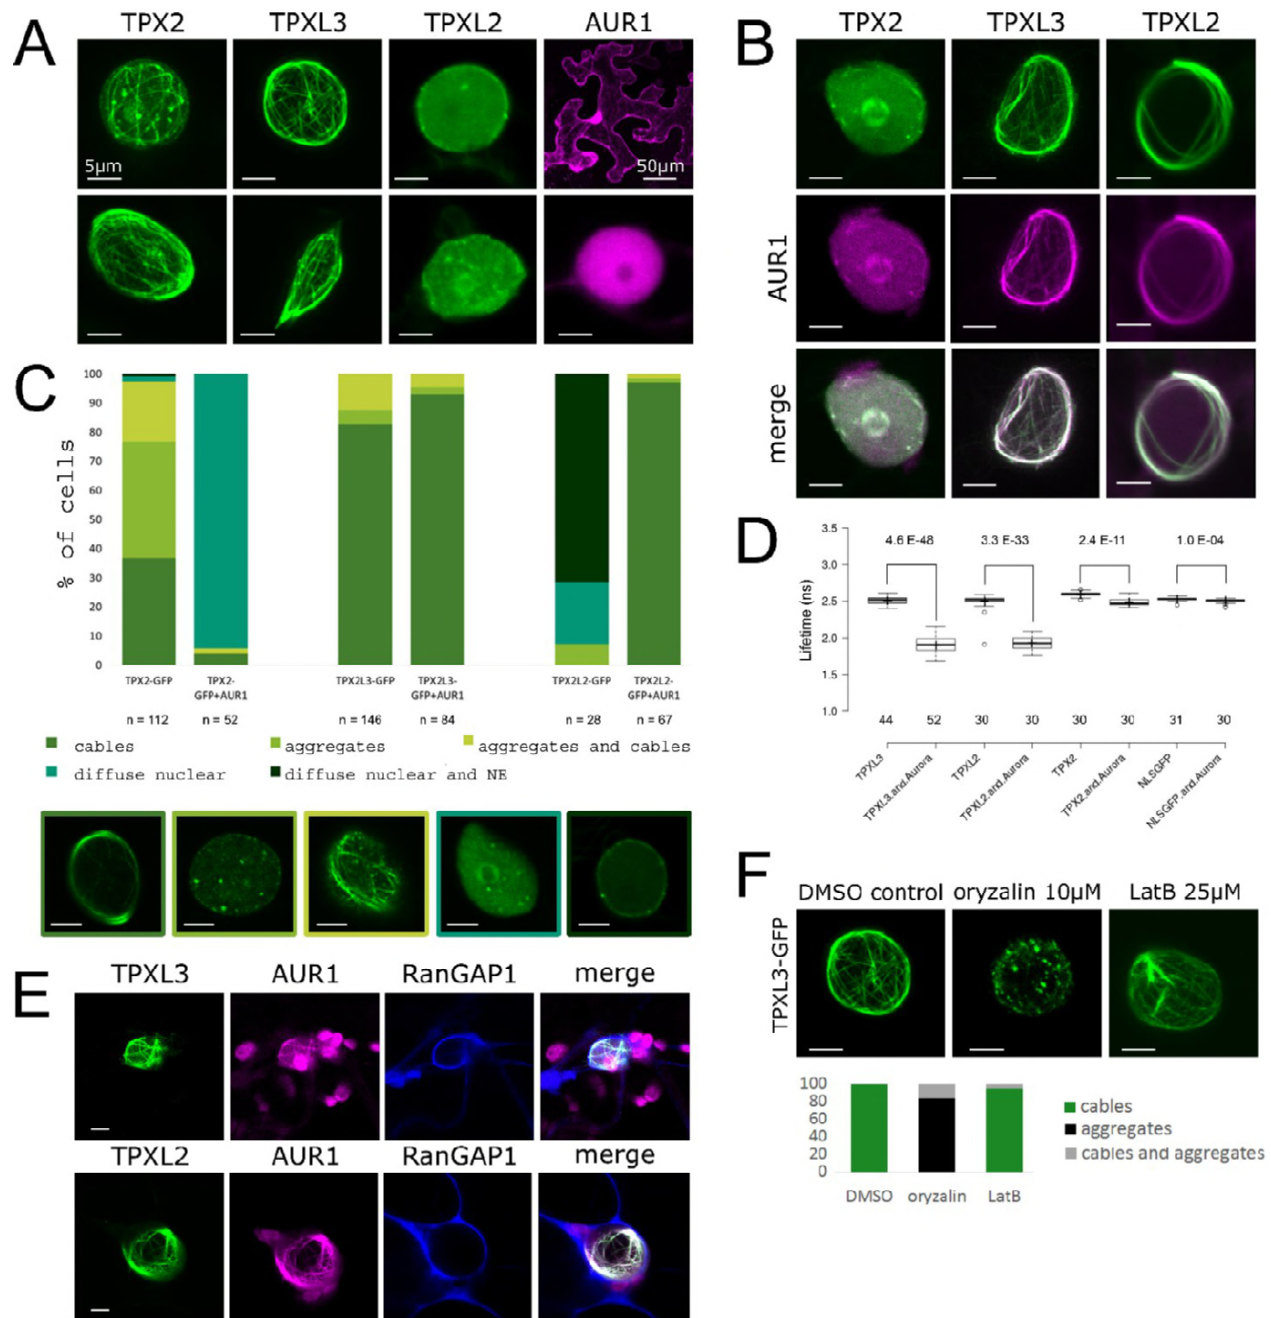 A
TPX2 TPXL3 TPXL2 AUR1
5µm
50µm
B
TPX2 TPXL3 TPXL2
AUR1
merge
C
% of cells
100
90
80
70
60
50
40
30
20
10
0
TPX2-GFP
TPX2-
GFP+AUR1
TPX2L3-GFP
TPX2L3-
GFP+AUR1
TPX2L2-GFP
TPX2L2-
GFP+AUR1
n = 112 n = 52 n = 146 n = 84 n = 28 n = 67
cables aggregates aggregates and cables
diffuse nuclear diffuse nuclear and NE
D
Lifetime (ns)
3.5
3.0
2.5
2.0
1.5
1.0
4.6 E-48 3.3 E-33 2.4 E-11 1.0 E-04
44 52 30 30 30 30 31 30
TPXL3
TPXL3.and.Aurora
TPXL2
TPXL2.and.Aurora
TPX2
TPX2.and.Aurora
NLSGFP
NLSGFP.and.Aurora
E
TPXL3 AUR1 RanGAP1 merge
TPXL2 AUR1 RanGAP1 merge
F
DMSO control oryzalin 10µM LatB 25µM
TPXL3-GFP
100
80
60
40
20
0
DMSO oryzalin LatB
cables
aggregates
cables and aggregates